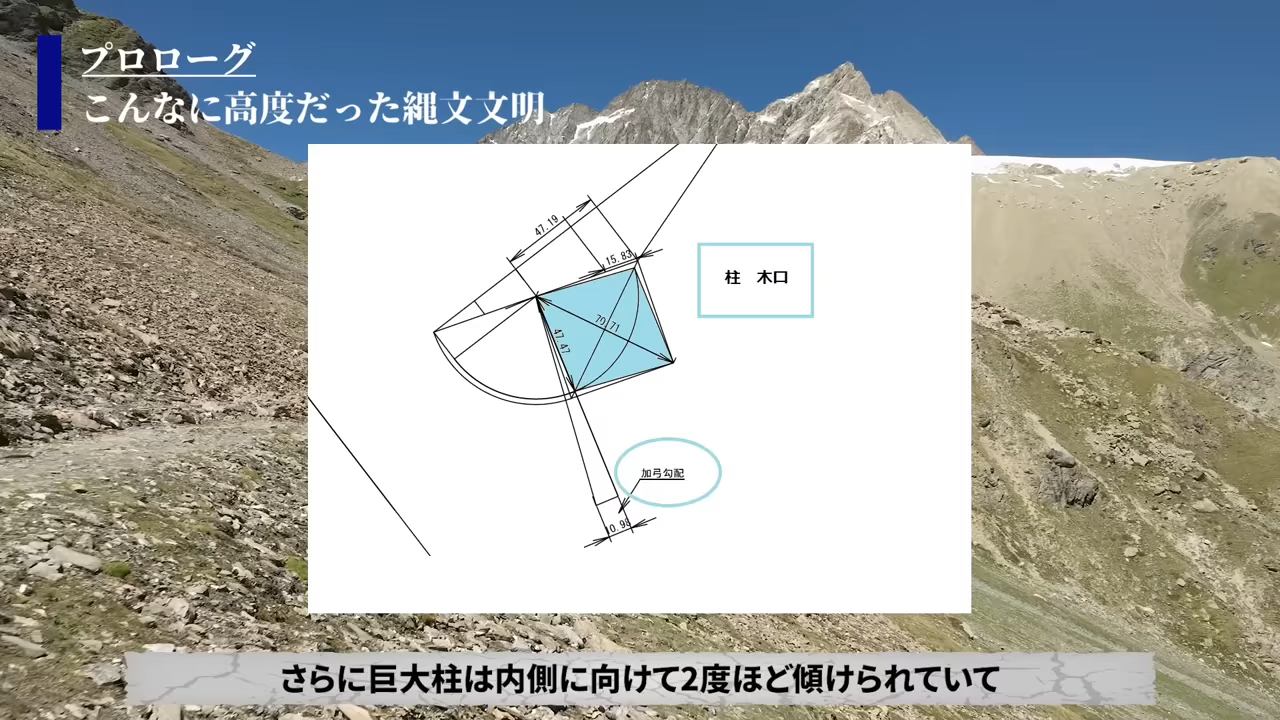 プロローグ
こんなに高度だった縄文文明
47.19
15.83
柱 木口
70.71
47.47
加弓勾配
10.98
さらに巨大柱は内側に向けて2度ほど傾けられていて